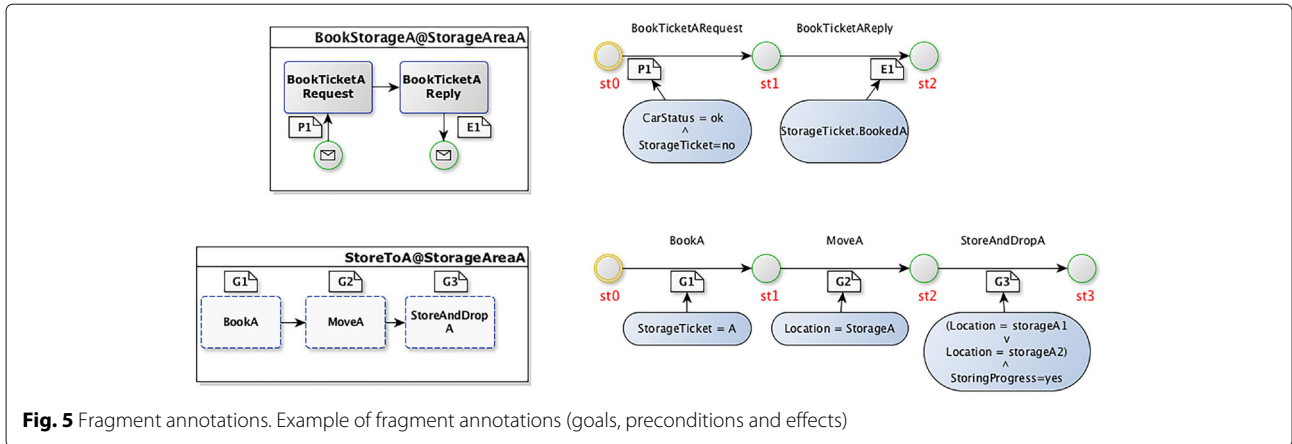 BookStorageA@StorageAreaA
BookTicketA
Request
BookTicketA
Reply
P1
E1
BookTicketARequest
BookTicketAReply
st0
P1
st1
E1
st2
CarStatus = ok
^
StorageTicket=no
StorageTicket.BookedA
StoreToA@StorageAreaA
G1
G2
G3
BookA
MoveA
StoreAndDrop
A
BookA
MoveA
StoreAndDropA
st0
G1
st1
G2
st2
G3
st3
StorageTicket = A
Location = StorageA
(Location = storageA1
v
Location = storageA2)
^
StoringProgress=yes
Fig. 5 Fragment annotations. Example of fragment annotations (goals, preconditions and effects)